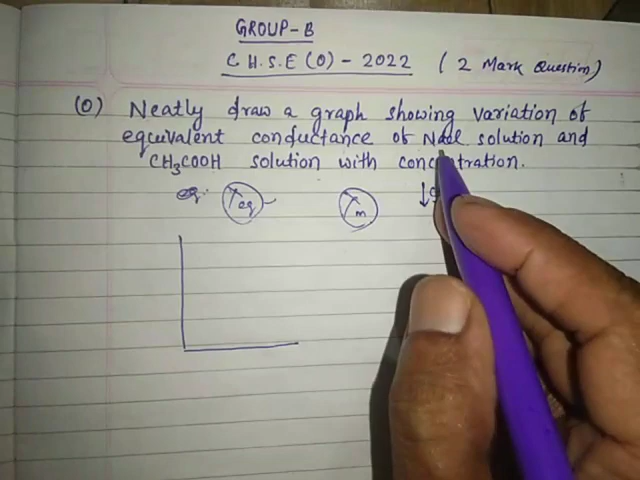 GROUP-B
C H.S.E (O) - 2022 ( 2 Mark Question)
(O) Neatly draw a graph showing variation of
equivalent conductance of Nacl solution and
CH3COOH solution with concentration.
eq. λeq λm